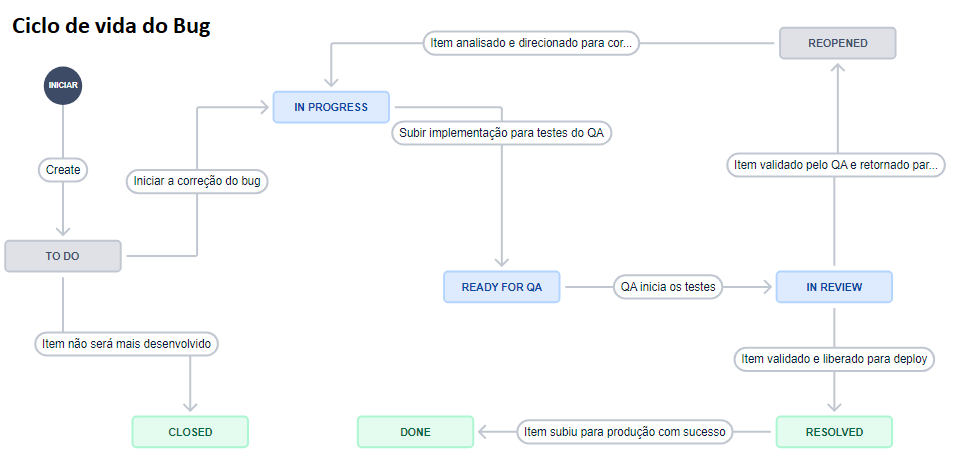 Ciclo de vida do Bug
Item analisado e direcionado para cor...
REOPENED
INICIAR
IN PROGRESS
Subir implementação para testes do QA
Create
Iniciar a correção do bug
Item validado pelo QA e retornado par...
TO DO
READY FOR QA
QA inicia os testes
IN REVIEW
Item não será mais desenvolvido
Item validado e liberado para deploy
CLOSED
DONE
Item subiu para produção com sucesso
RESOLVED